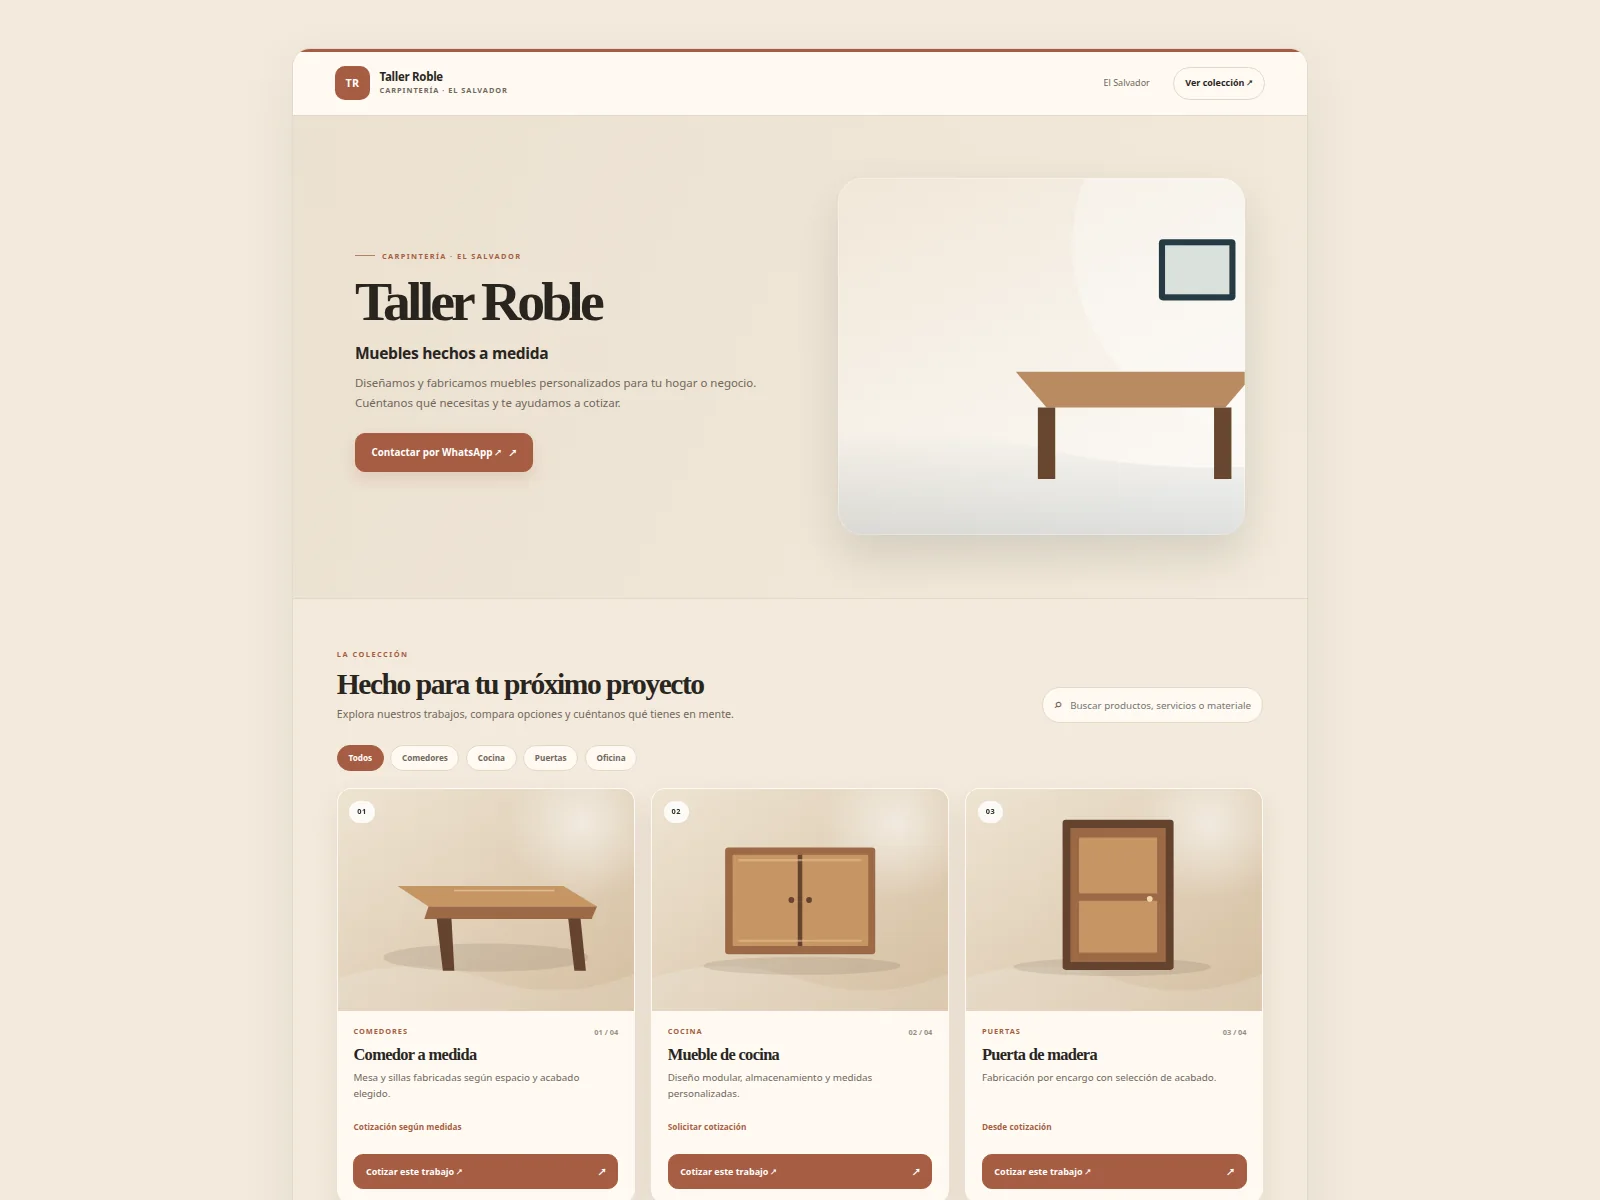 TR
Taller Roble
CARPINTERÍA · EL SALVADOR
El Salvador
Ver colección ↗
CARPINTERÍA · EL SALVADOR
Taller Roble
Muebles hechos a medida
Diseñamos y fabricamos muebles personalizados para tu hogar o negocio.
Cuéntanos qué necesitas y te ayudamos a cotizar.
Contactar por WhatsApp ↗ ↗
LA COLECCIÓN
Hecho para tu próximo proyecto
Explora nuestros trabajos, compara opciones y cuéntanos qué tienes en mente.
Buscar productos, servicios o materiale
Todos
Comedores
Cocina
Puertas
Oficina
01
COMEDORES
01 / 04
Comedor a medida
Mesa y sillas fabricadas según espacio y acabado
elegido.
Cotización según medidas
Cotizar este trabajo ↗ ↗
02
COCINA
02 / 04
Mueble de cocina
Diseño modular, almacenamiento y medidas
personalizadas.
Solicitar cotización
Cotizar este trabajo ↗ ↗
03
PUERTAS
03 / 04
Puerta de madera
Fabricación por encargo con selección de acabado.
Desde cotización
Cotizar este trabajo ↗ ↗